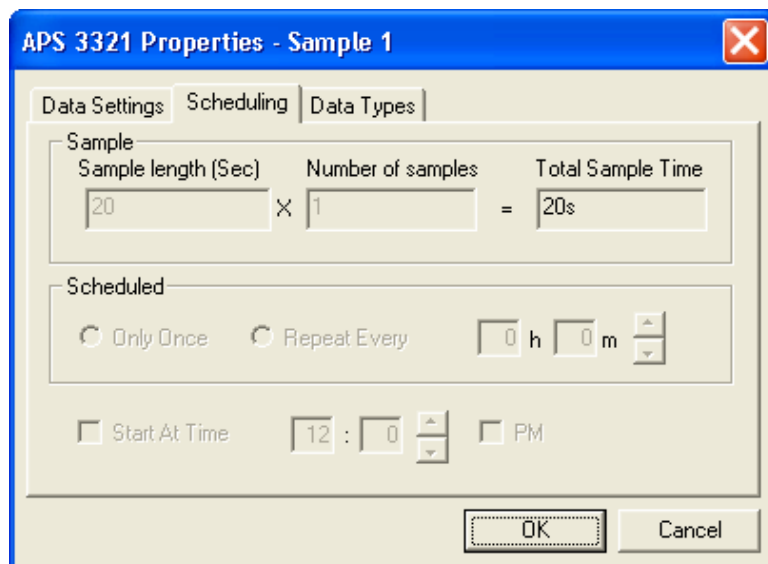 APS 3321 Properties - Sample 1
Data Settings Scheduling Data Types
Sample
Sample length (Sec) Number of samples Total Sample Time
20 X 1 = 20s
Scheduled
Only Once Repeat Every 0 h 0 m
Start At Time 12 : 0 PM
OK Cancel